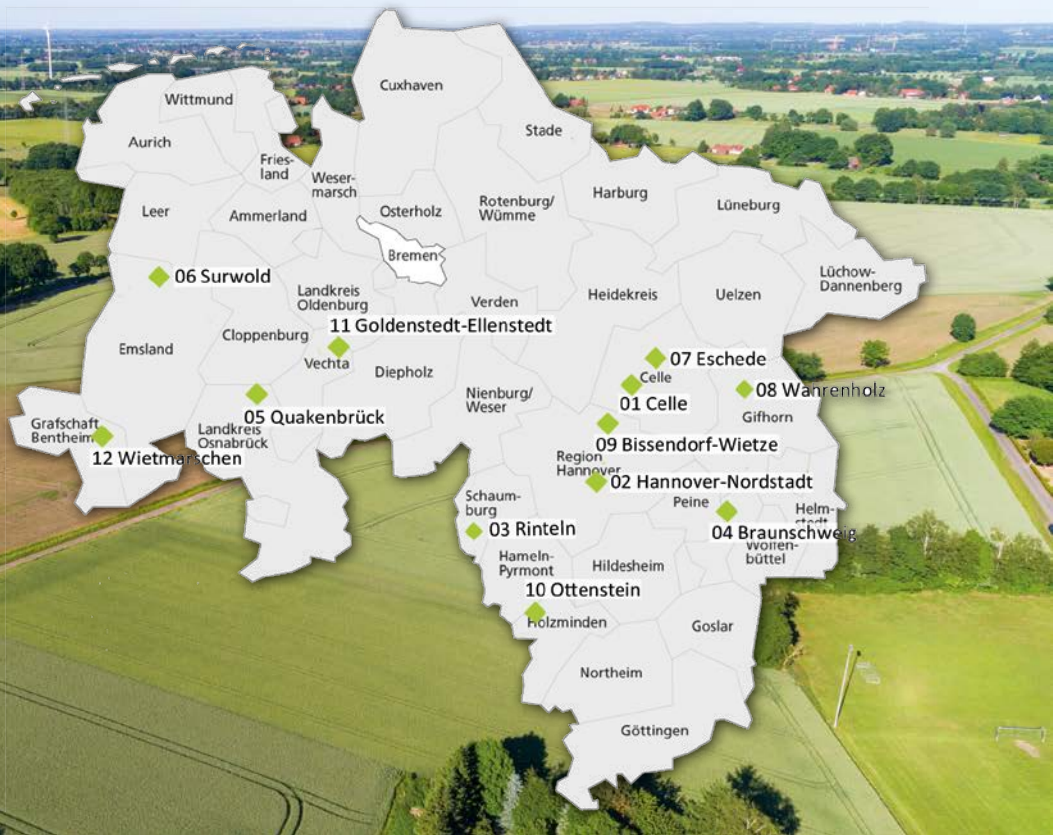 Cuxhaven
Wittmund
Stade
Aurich
Fries-
land
Weser-
marsch
Harburg
Leer
Ammerland
Osterholz
Rotenburg/
Wümme
Lüneburg
Bremen
06 Surwold
Landkreis
Oldenburg
Verden
Heidekreis
Uelzen
Lüchow-
Dannenberg
11 Goldenstedt-Ellenstedt
Cloppenburg
Emsland
Vechta
Diepholz
07 Eschede
Celle
01 Celle
08 Wahrenholz
Gifhorn
Nienburg/
Weser
05 Quakenbrück
Grafschaft
Bentheim
Landkreis
Osnabrück
09 Bissendorf-Wietze
12 Wietmarschen
Region
Hannover
02 Hannover-Nordstadt
Schaum-
burg
Peine
Helm-
stedt
03 Rinteln
04 Braunschweig
Wolfen-
büttel
Hameln-
Pyrmont
Hildesheim
10 Ottenstein
Holzminden
Goslar
Northeim
Göttingen